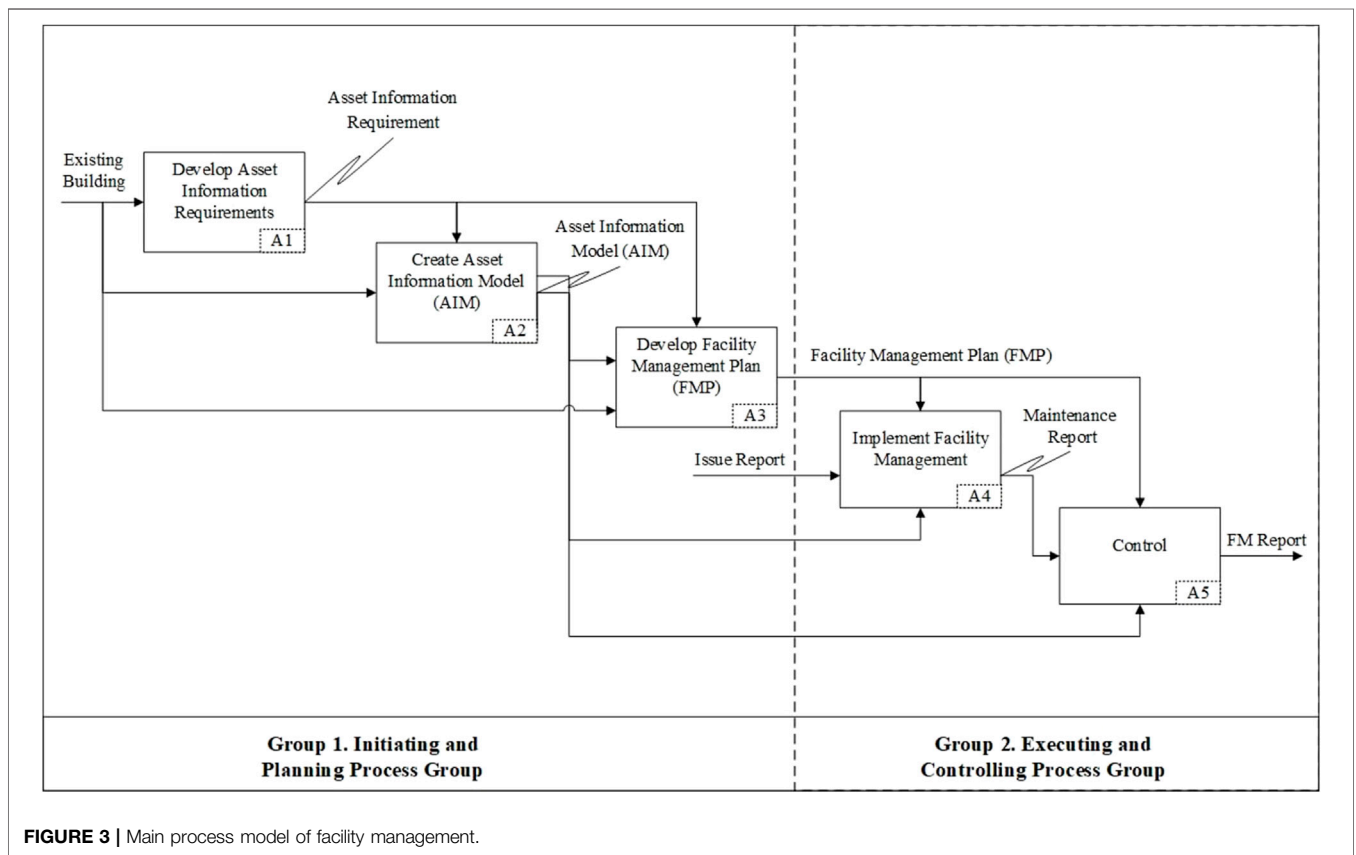 Asset Information
Requirement
Existing
Building
Develop Asset
Information
Requirements
A1
Asset Information
Model (AIM)
Create Asset
Information Model
(AIM)
A2
Develop Facility
Management Plan
(FMP)
A3
Facility Management Plan (FMP)
Maintenance
Report
Implement Facility
Management
A4
Issue Report
Control
A5
FM Report
Group 1. Initiating and
Planning Process Group
Group 2. Executing and
Controlling Process Group
FIGURE 3 | Main process model of facility management.